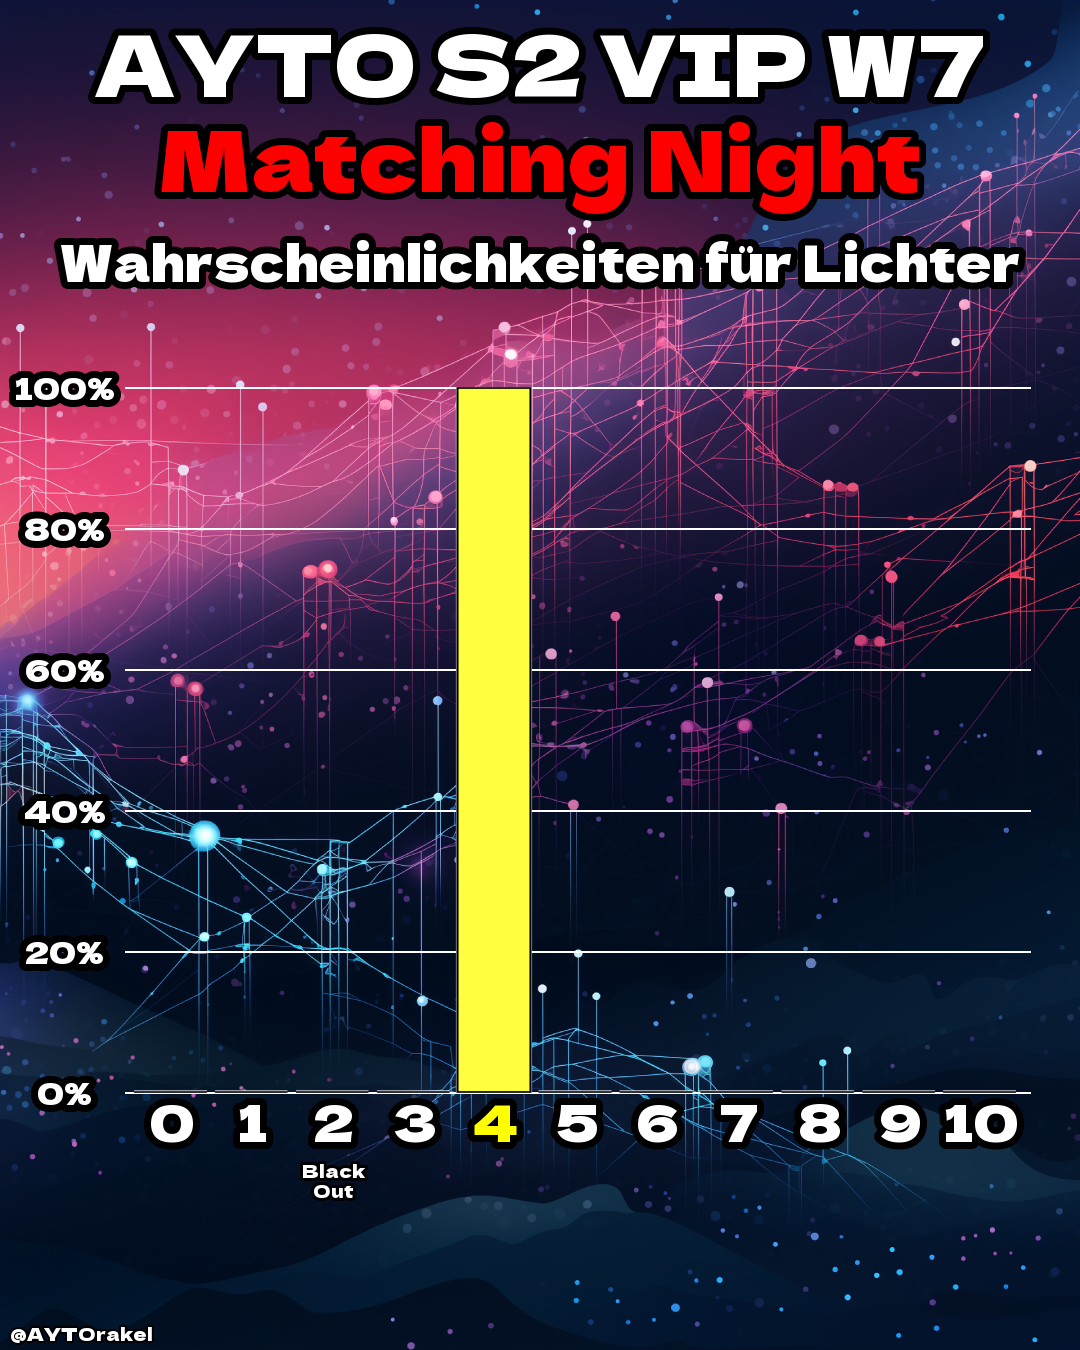 AYTO S2 VIP W7
Matching Night
Wahrscheinlichkeiten für Lichter
100%
80%
60%
40%
20%
0%
0 1 2 3 4 5 6 7 8 9 10
Black
Out
@AYTOrakel